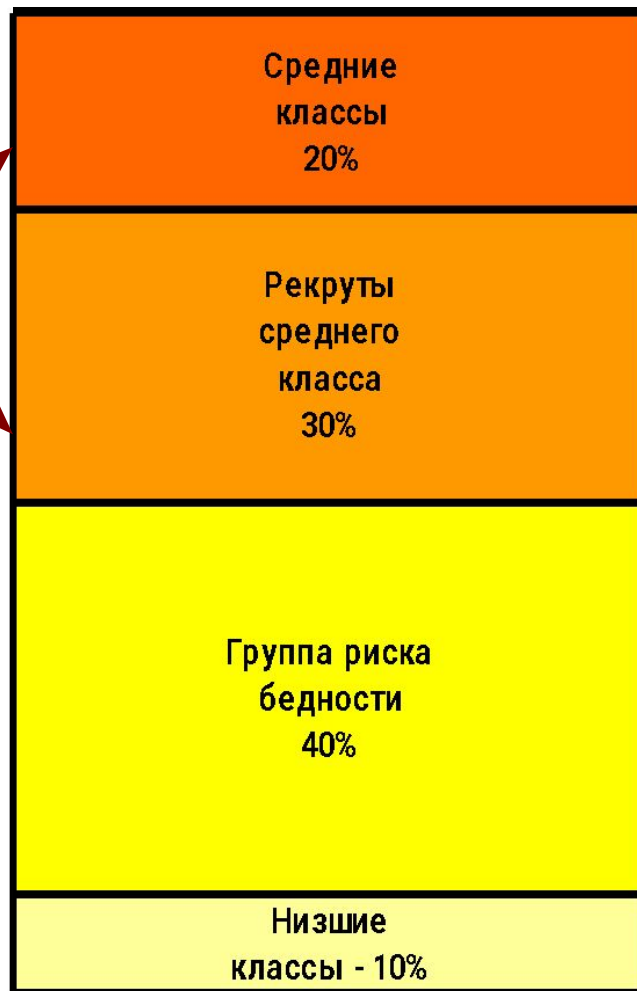 Средние
классы
20%
Рекруты
среднего
класса
30%
Группа риска
бедности
40%
Низшие
классы - 10%